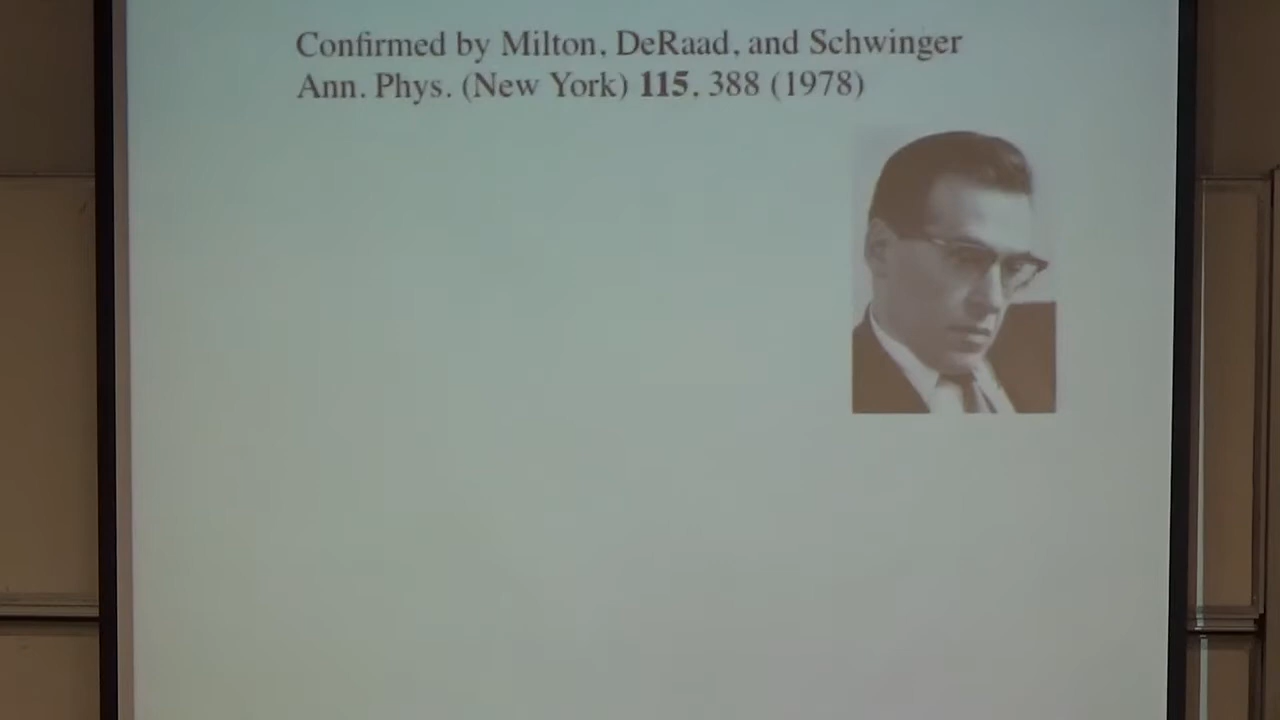 Confirmed by Milton, DeRaad, and Schwinger
Ann. Phys. (New York) 115, 388 (1978)